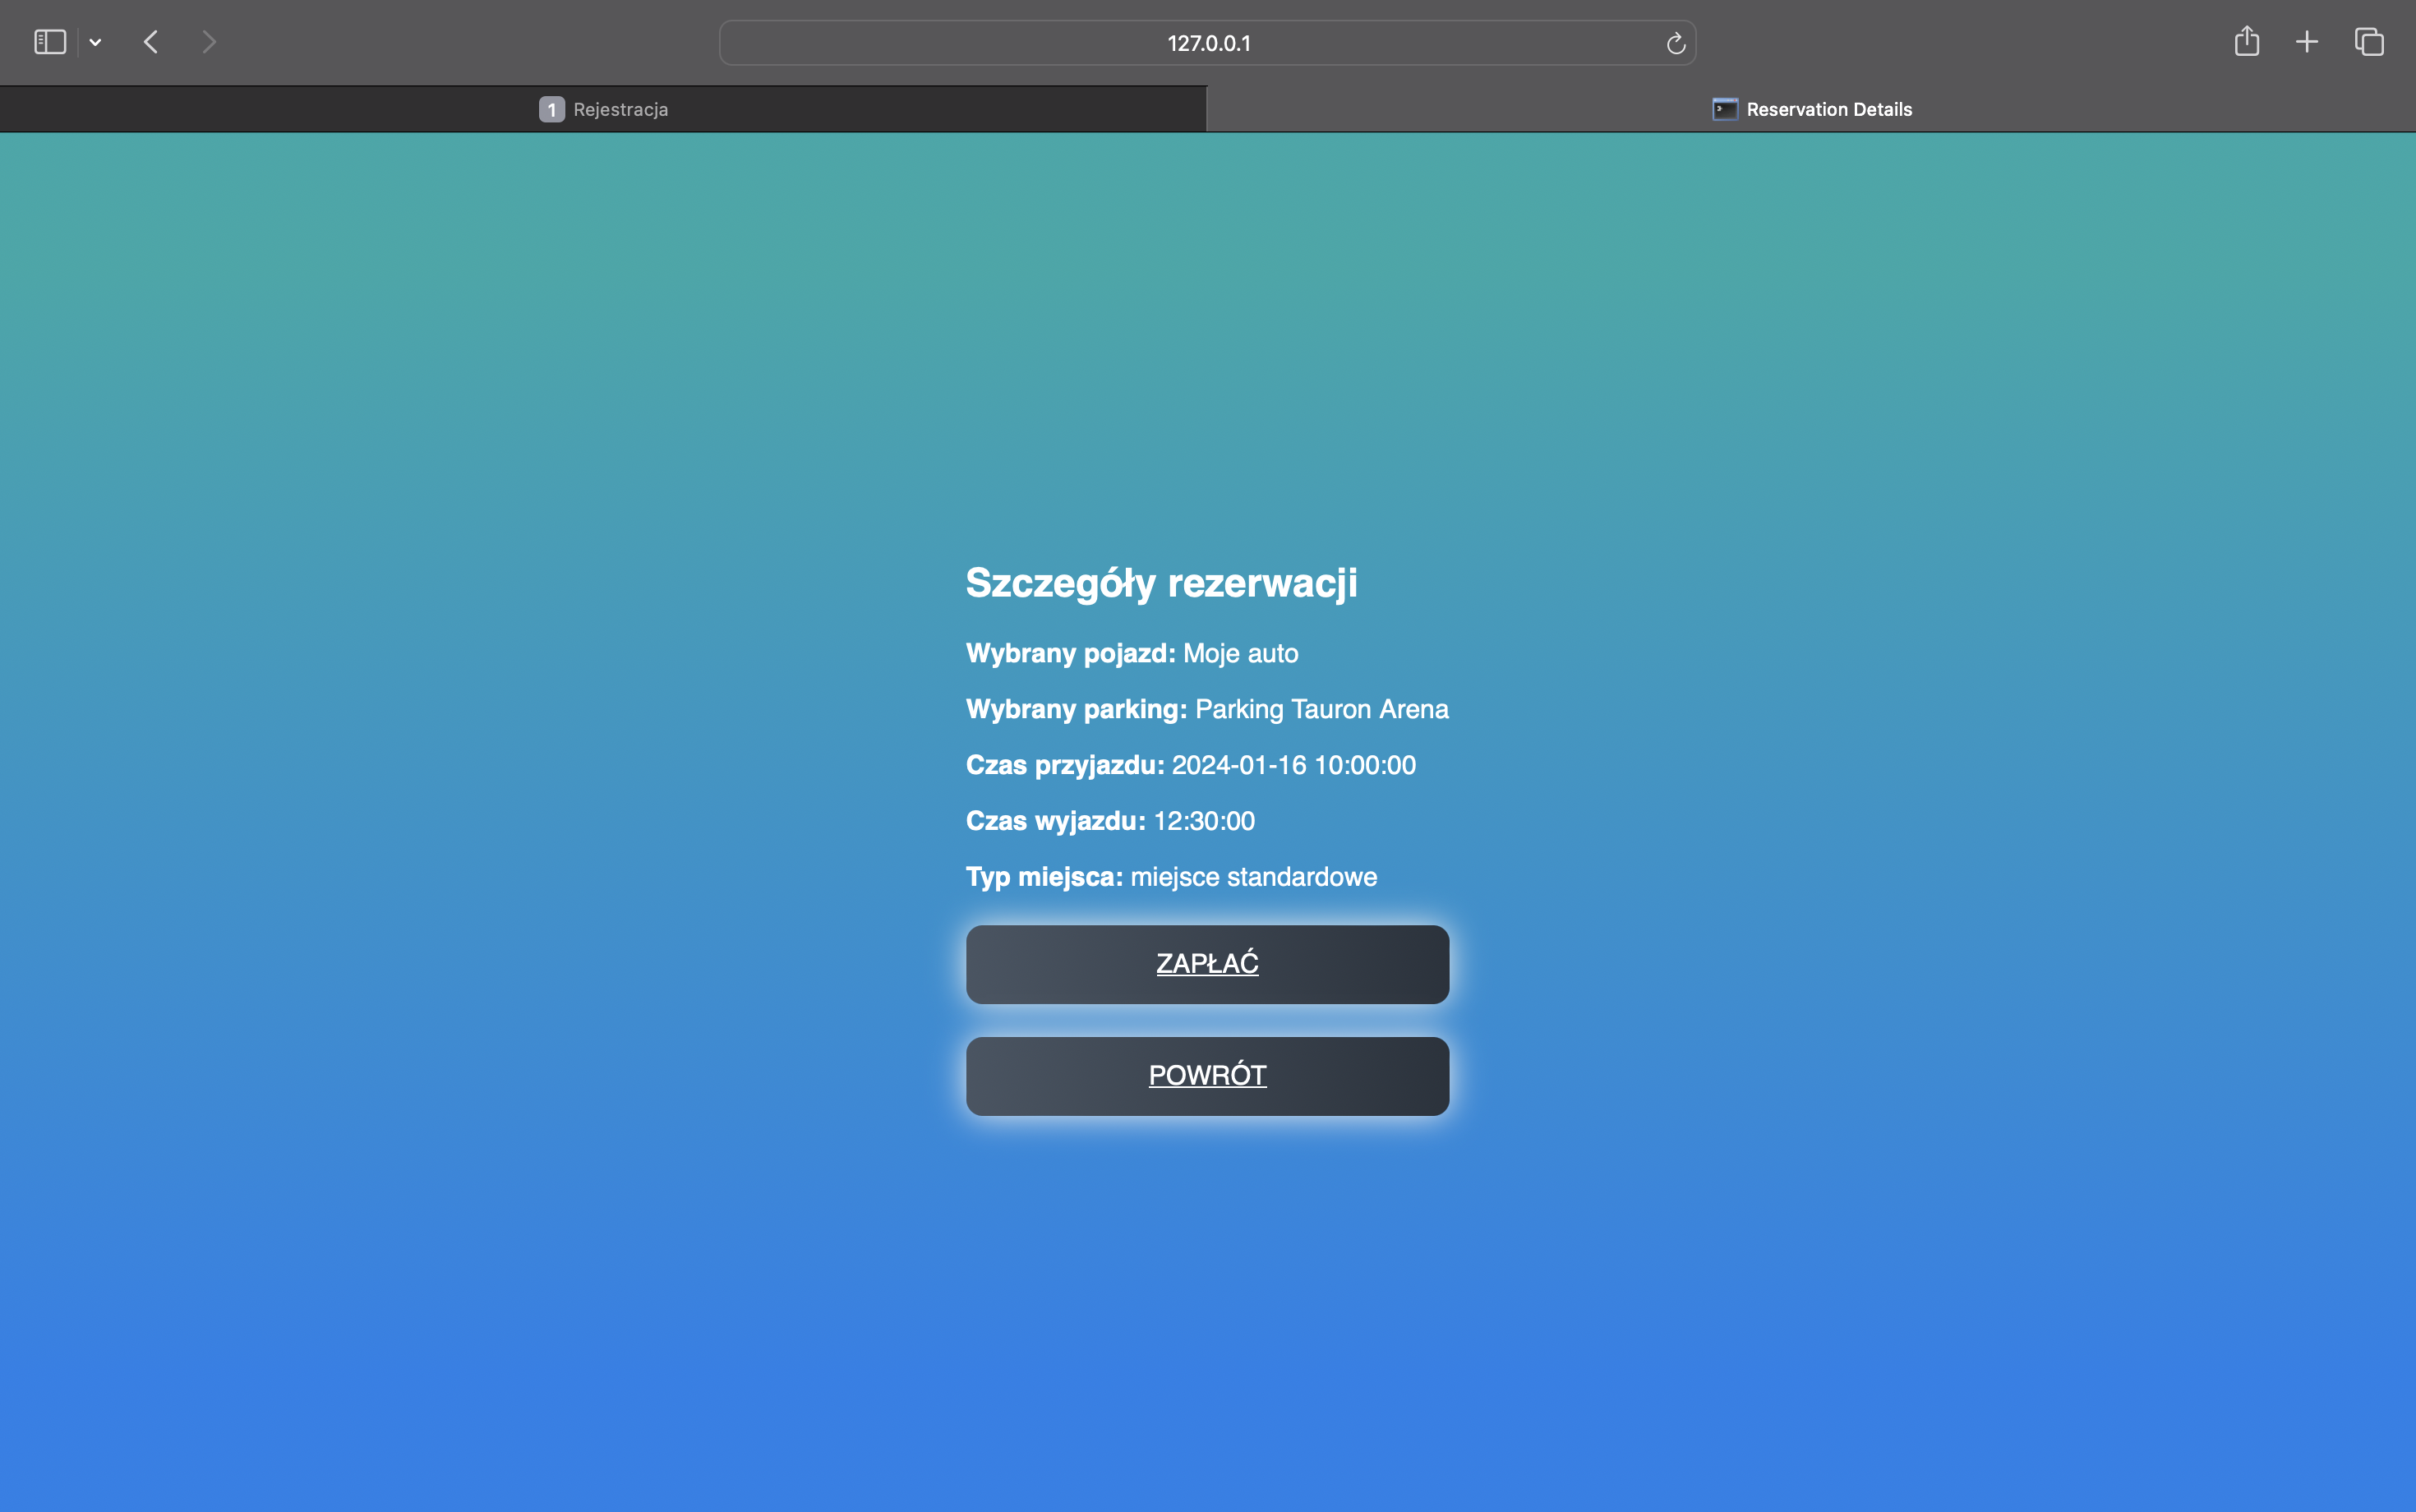 127.0.0.1
1 Rejestracja
Reservation Details
Szczegóły rezerwacji
Wybrany pojazd: Moje auto
Wybrany parking: Parking Tauron Arena
Czas przyjazdu: 2024-01-16 10:00:00
Czas wyjazdu: 12:30:00
Typ miejsca: miejsce standardowe
ZAPŁAĆ
POWRÓT